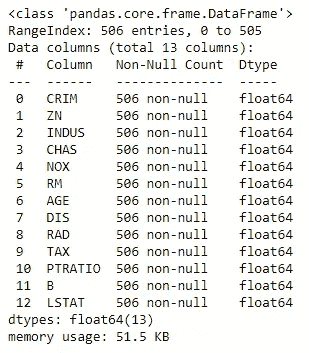 <class 'pandas.core.frame.DataFrame'>
RangeIndex: 506 entries, 0 to 505
Data columns (total 13 columns):
 #   Column   Non-Null Count  Dtype
---  ------   --------------  -----
 0   CRIM     506 non-null    float64
 1   ZN       506 non-null    float64
 2   INDUS    506 non-null    float64
 3   CHAS     506 non-null    float64
 4   NOX      506 non-null    float64
 5   RM       506 non-null    float64
 6   AGE      506 non-null    float64
 7   DIS      506 non-null    float64
 8   RAD      506 non-null    float64
 9   TAX      506 non-null    float64
 10  PTRATIO  506 non-null    float64
 11  B        506 non-null    float64
 12  LSTAT    506 non-null    float64
dtypes: float64(13)
memory usage: 51.5 KB